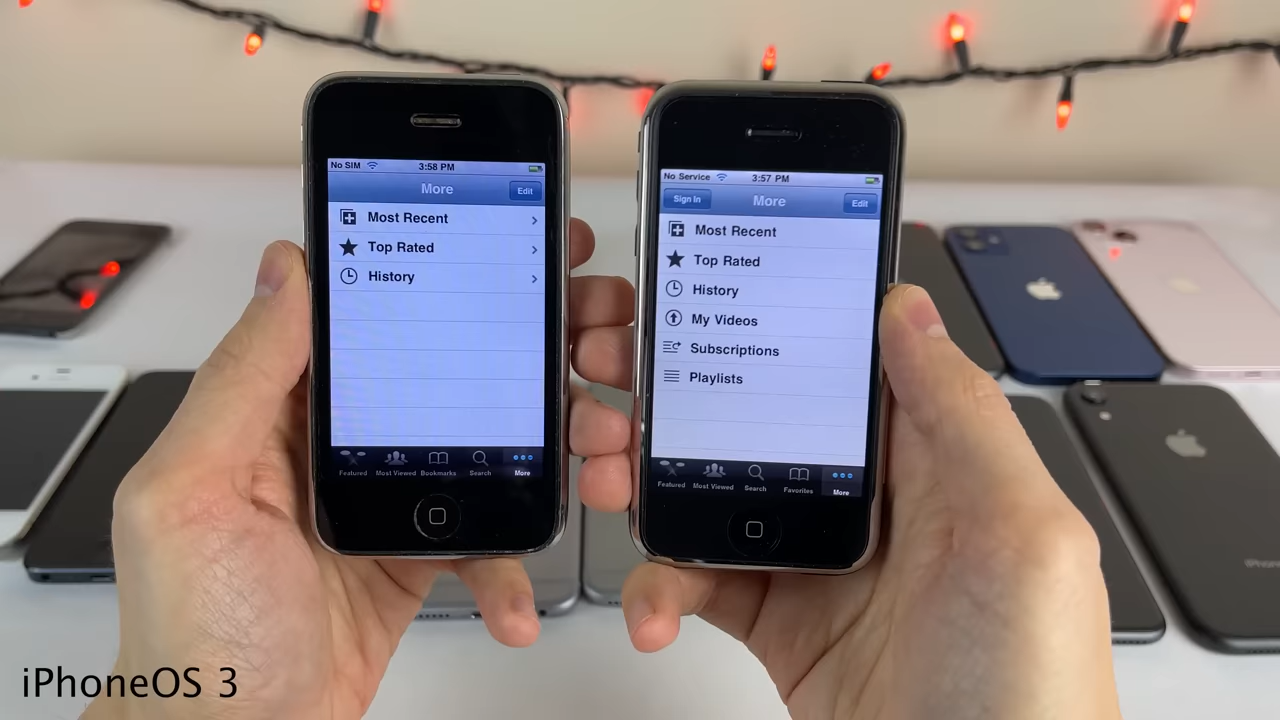 No SIM 3:58 PM
More Edit
Most Recent
Top Rated
History
Featured Most Viewed Bookmarks Search More
No Service 3:57 PM
Sign In More Edit
Most Recent
Top Rated
History
My Videos
Subscriptions
Playlists
Featured Most Viewed Search Favorites More
iPhone
iPhoneOS 3